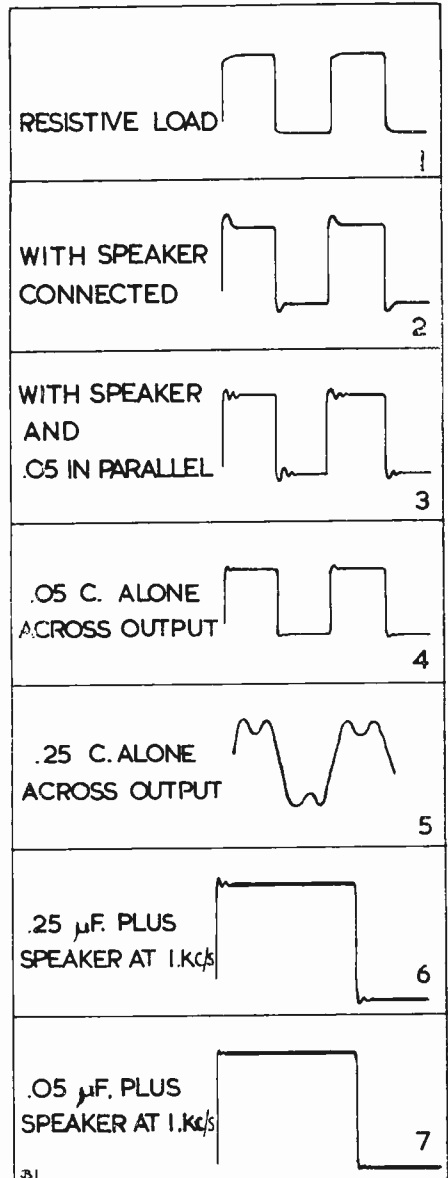 RESISTIVE LOAD
1
WITH SPEAKER
CONNECTED
2
WITH SPEAKER
AND
.05 IN PARALLEL
3
.05 C. ALONE
ACROSS OUTPUT
4
.25 C. ALONE
ACROSS OUTPUT
5
.25 µF. PLUS
SPEAKER AT 1.Kc/s
6
.05 µF. PLUS
SPEAKER AT 1.Kc/s
7